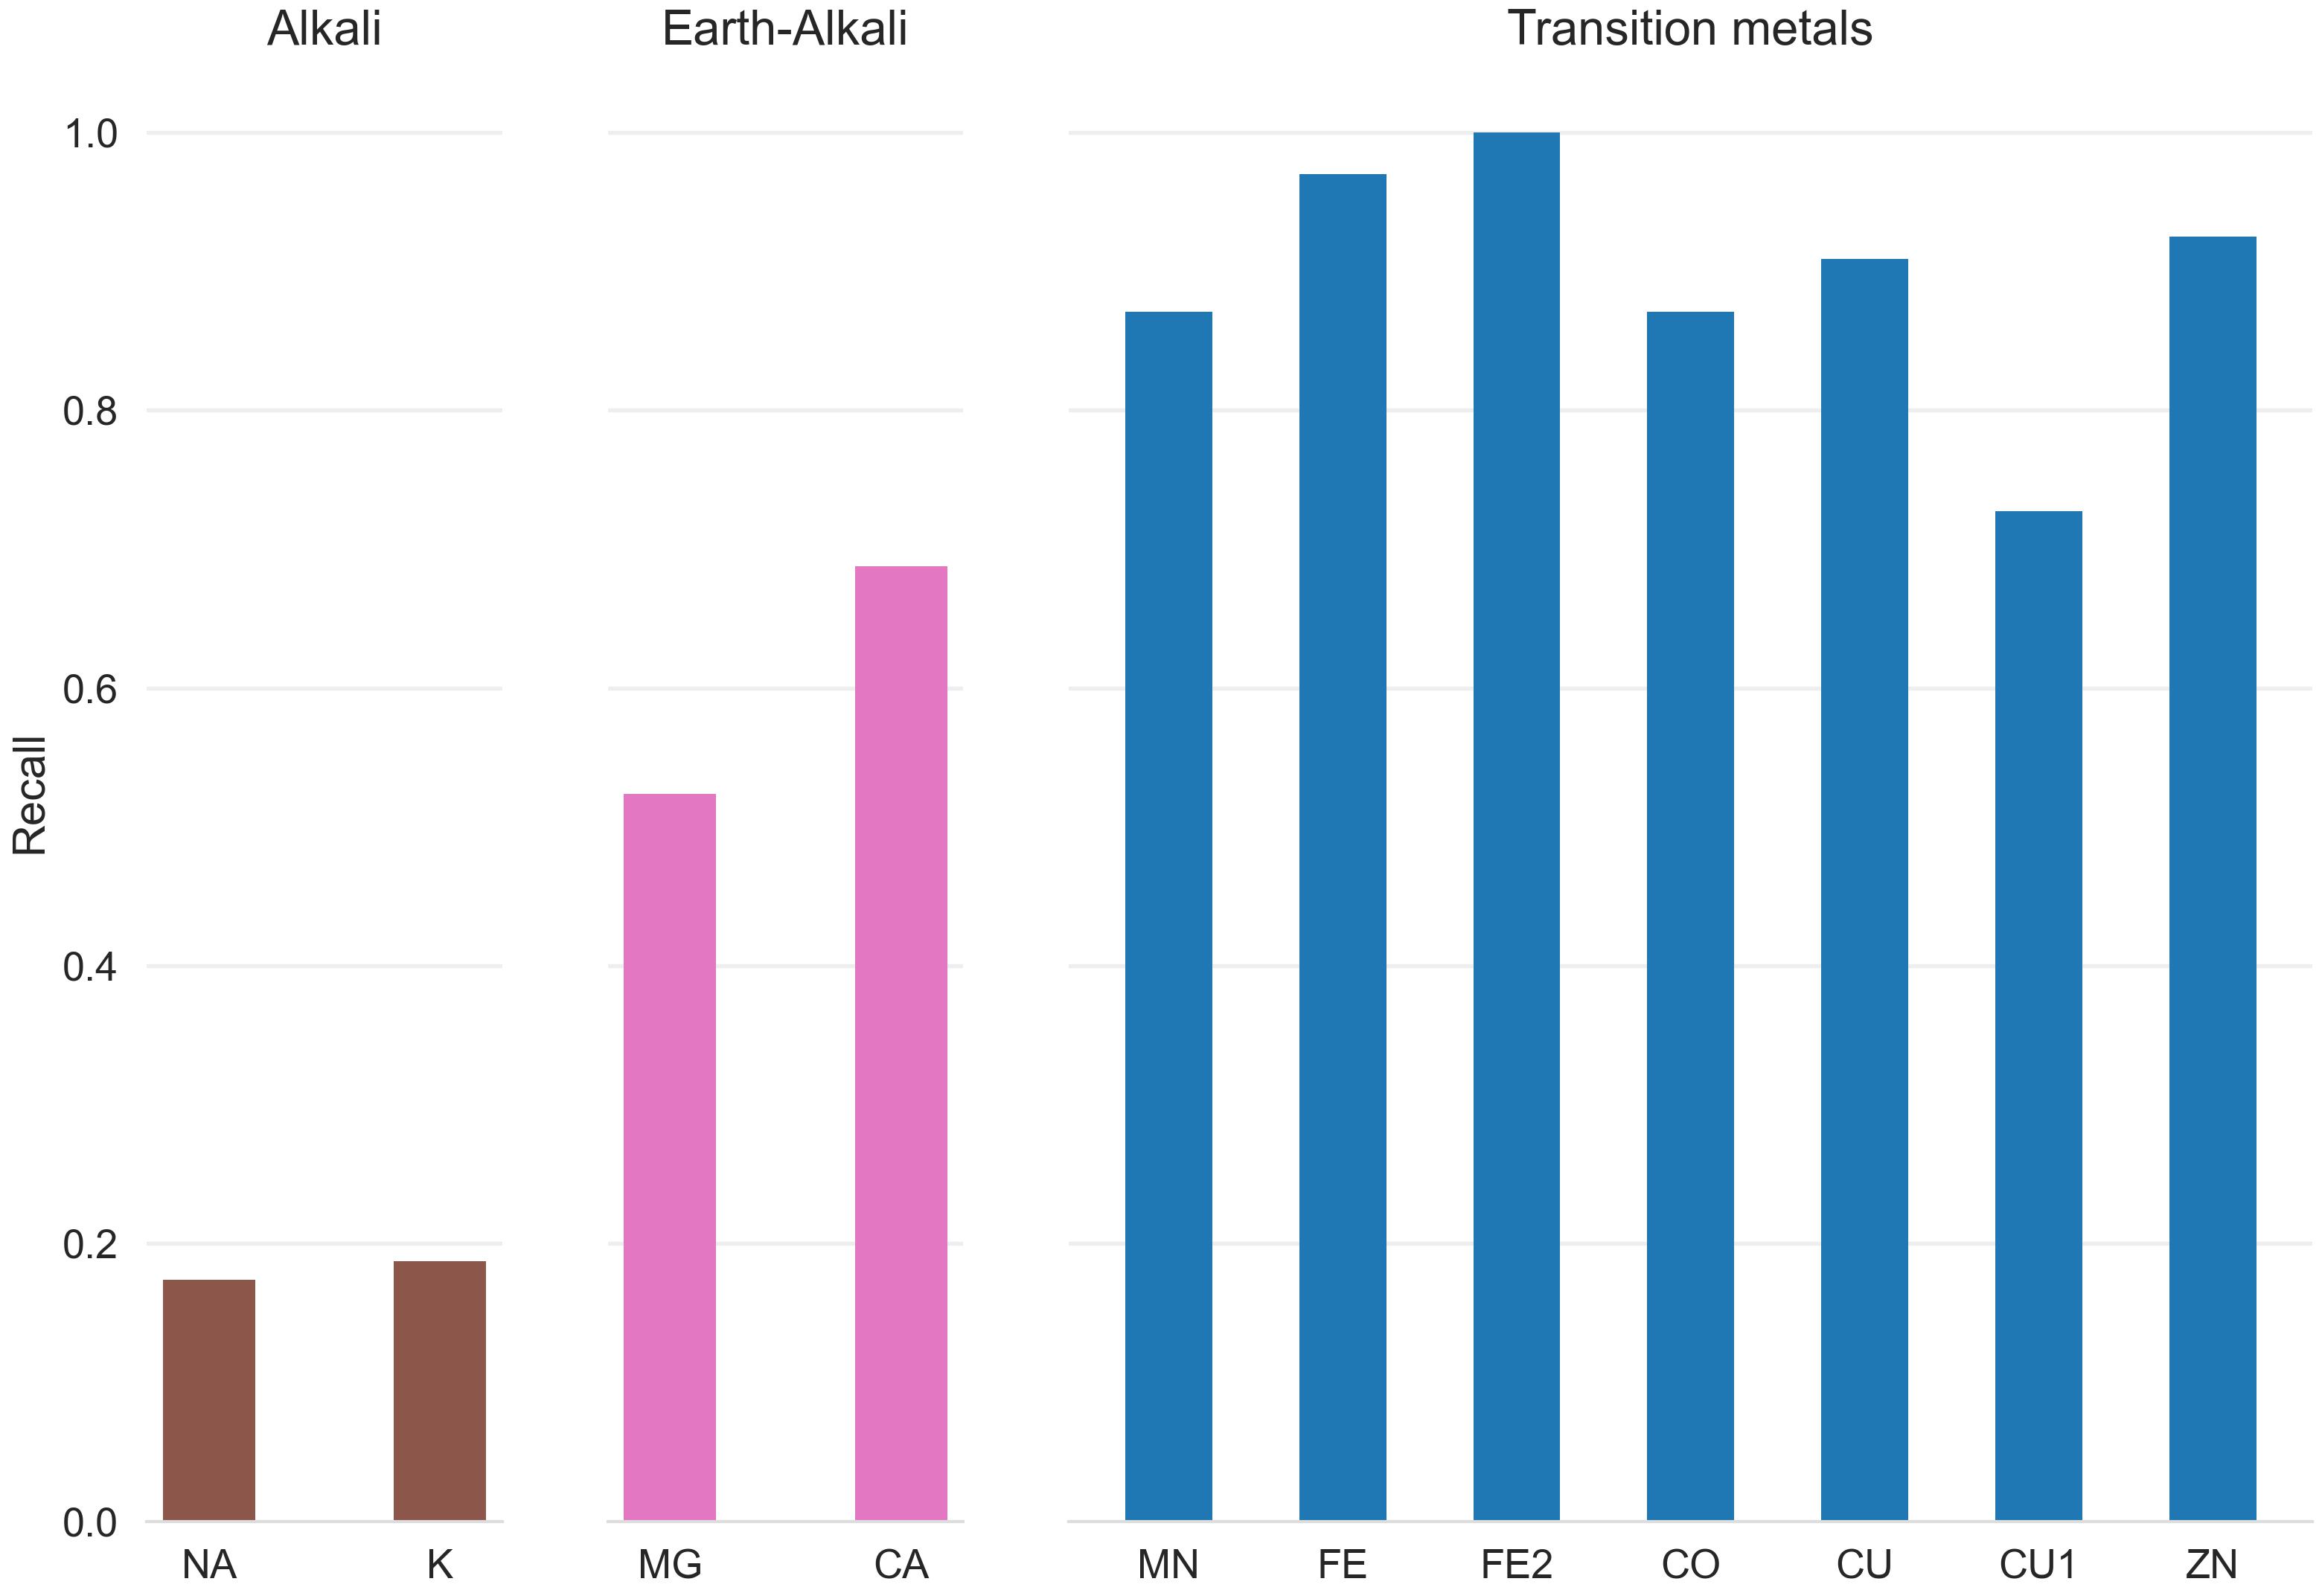 Alkali
Earth-Alkali
Transition metals
Recall
1.0
0.8
0.6
0.4
0.2
0.0
NA K MG CA MN FE FE2 CO CU CU1 ZN